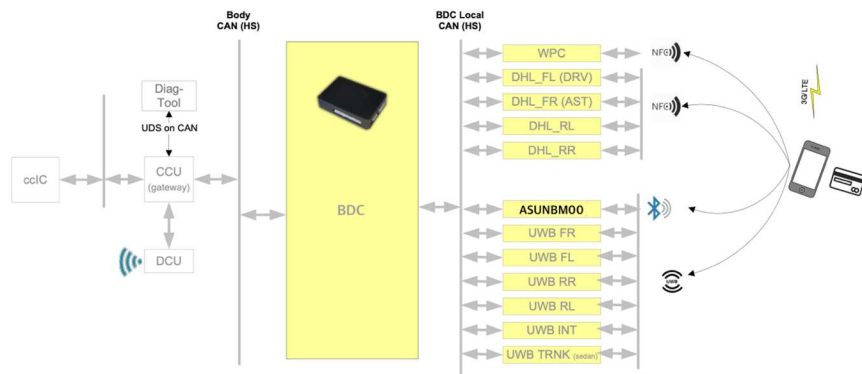 Body
CAN (HS)
BDC Local
CAN (HS)
Diag-
Tool
UDS on CAN
ccIC
CCU
(gateway)
DCU
BDC
WPC
DHL_FL (DRV)
DHL_FR (AST)
DHL_RL
DHL_RR
ASUNBM00
UWB FR
UWB FL
UWB RR
UWB RL
UWB INT
UWB TRNK (sedan)
NFC
NFC
UWB
3G/LTE